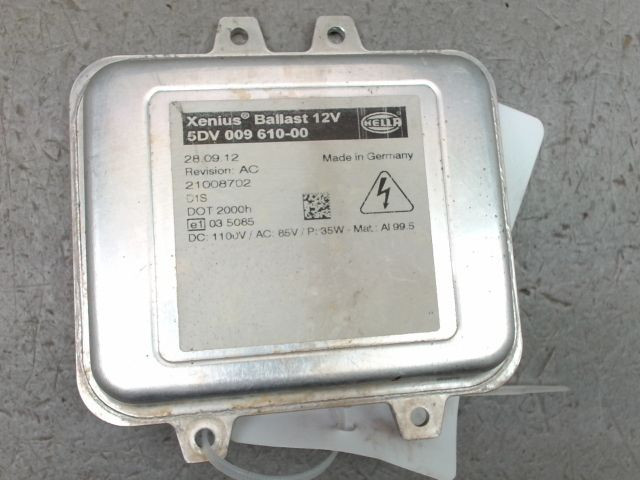 Xenius® Ballast 12V
5DV 009 610-00
HELLA
28.09.12
Made in Germany
Revision: AC
21008702
D1S
DOT 2000h
e1 03 5085
DC: 1100V / AC: 85V / P: 35W - Mat.: Al 99.5